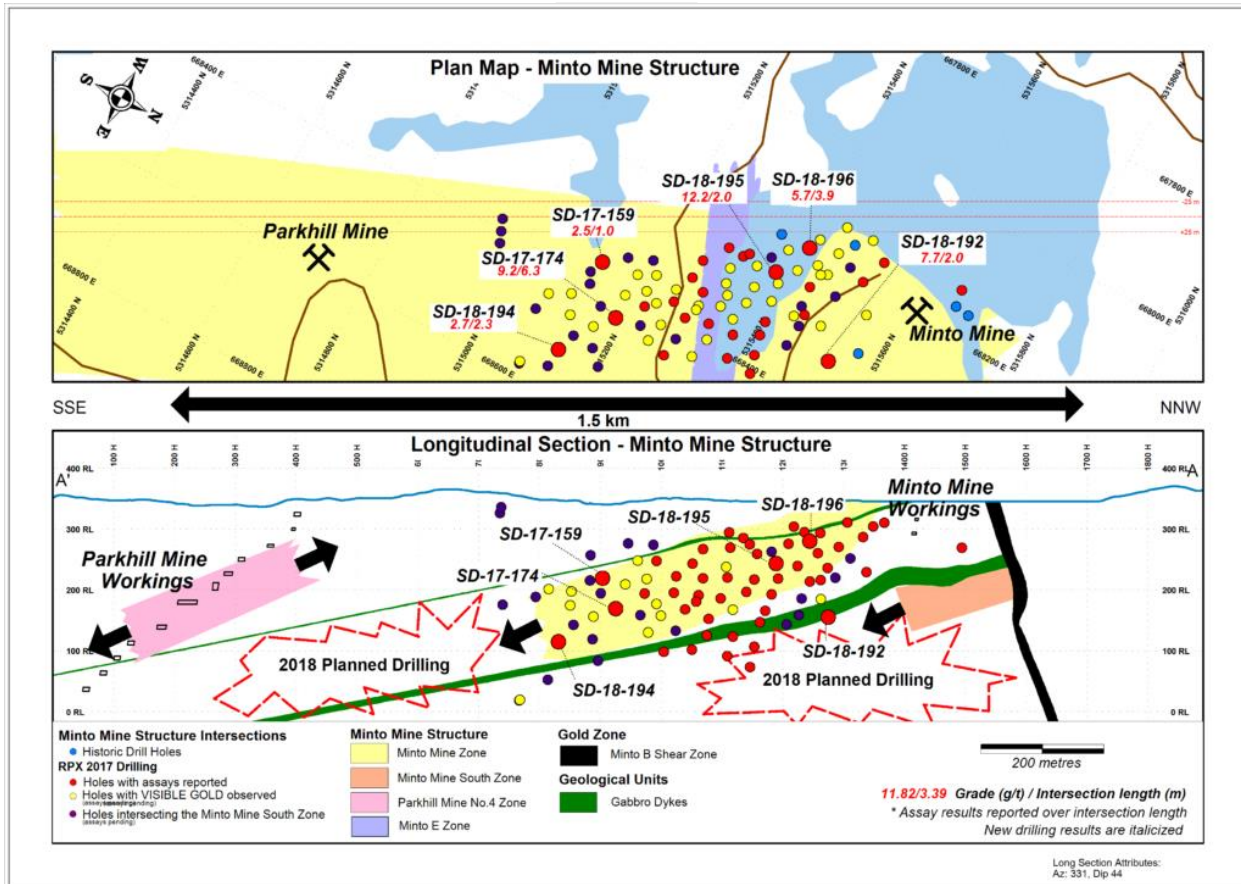 Plan Map - Minto Mine Structure
W
N
S
E
668400 E
5314600 N
5314800 N
5315200 N
5315400 N
667800 E
5315600 N
5315800 N
667800 E
-25 m
+25 m
SD-18-195
12.2/2.0
SD-18-196
5.7/3.9
SD-17-159
2.5/1.0
SD-18-192
7.7/2.0
Parkhill Mine
SD-17-174
9.2/6.3
SD-18-194
2.7/2.3
Minto Mine
668800 E
5314400 N
5314600 N
668800 E
5314800 N
5315000 N
668600 E
5315200 N
5315400 N
668400 E
5315600 N
668200 E
5315800 N
668000 E
5316000 N
SSE
1.5 km
NNW
Longitudinal Section - Minto Mine Structure
100 H
200 H
300 H
400 H
500 H
1400 H
1500 H
1600 H
1700 H
1800 H
400 RL
400 RL
A'
A
300 RL
300 RL
200 RL
200 RL
100 RL
100 RL
0 RL
0 RL
Minto Mine
Workings
SD-18-196
SD-18-195
SD-17-159
SD-17-174
Parkhill Mine
Workings
2018 Planned Drilling
SD-18-194
SD-18-192
2018 Planned Drilling
Minto Mine Structure Intersections
Historic Drill Holes
RPX 2017 Drilling
Holes with assays reported
Holes with VISIBLE GOLD observed
Holes intersecting the Minto Mine South Zone
(assays pending)
Minto Mine Structure
Minto Mine Zone
Minto Mine South Zone
Parkhill Mine No.4 Zone
Minto E Zone
Gold Zone
Minto B Shear Zone
Geological Units
Gabbro Dykes
200 metres
11.82/3.39 Grade (g/t) / Intersection length (m)
* Assay results reported over intersection length
New drilling results are italicized
Long Section Attributes:
Az: 331, Dip 44